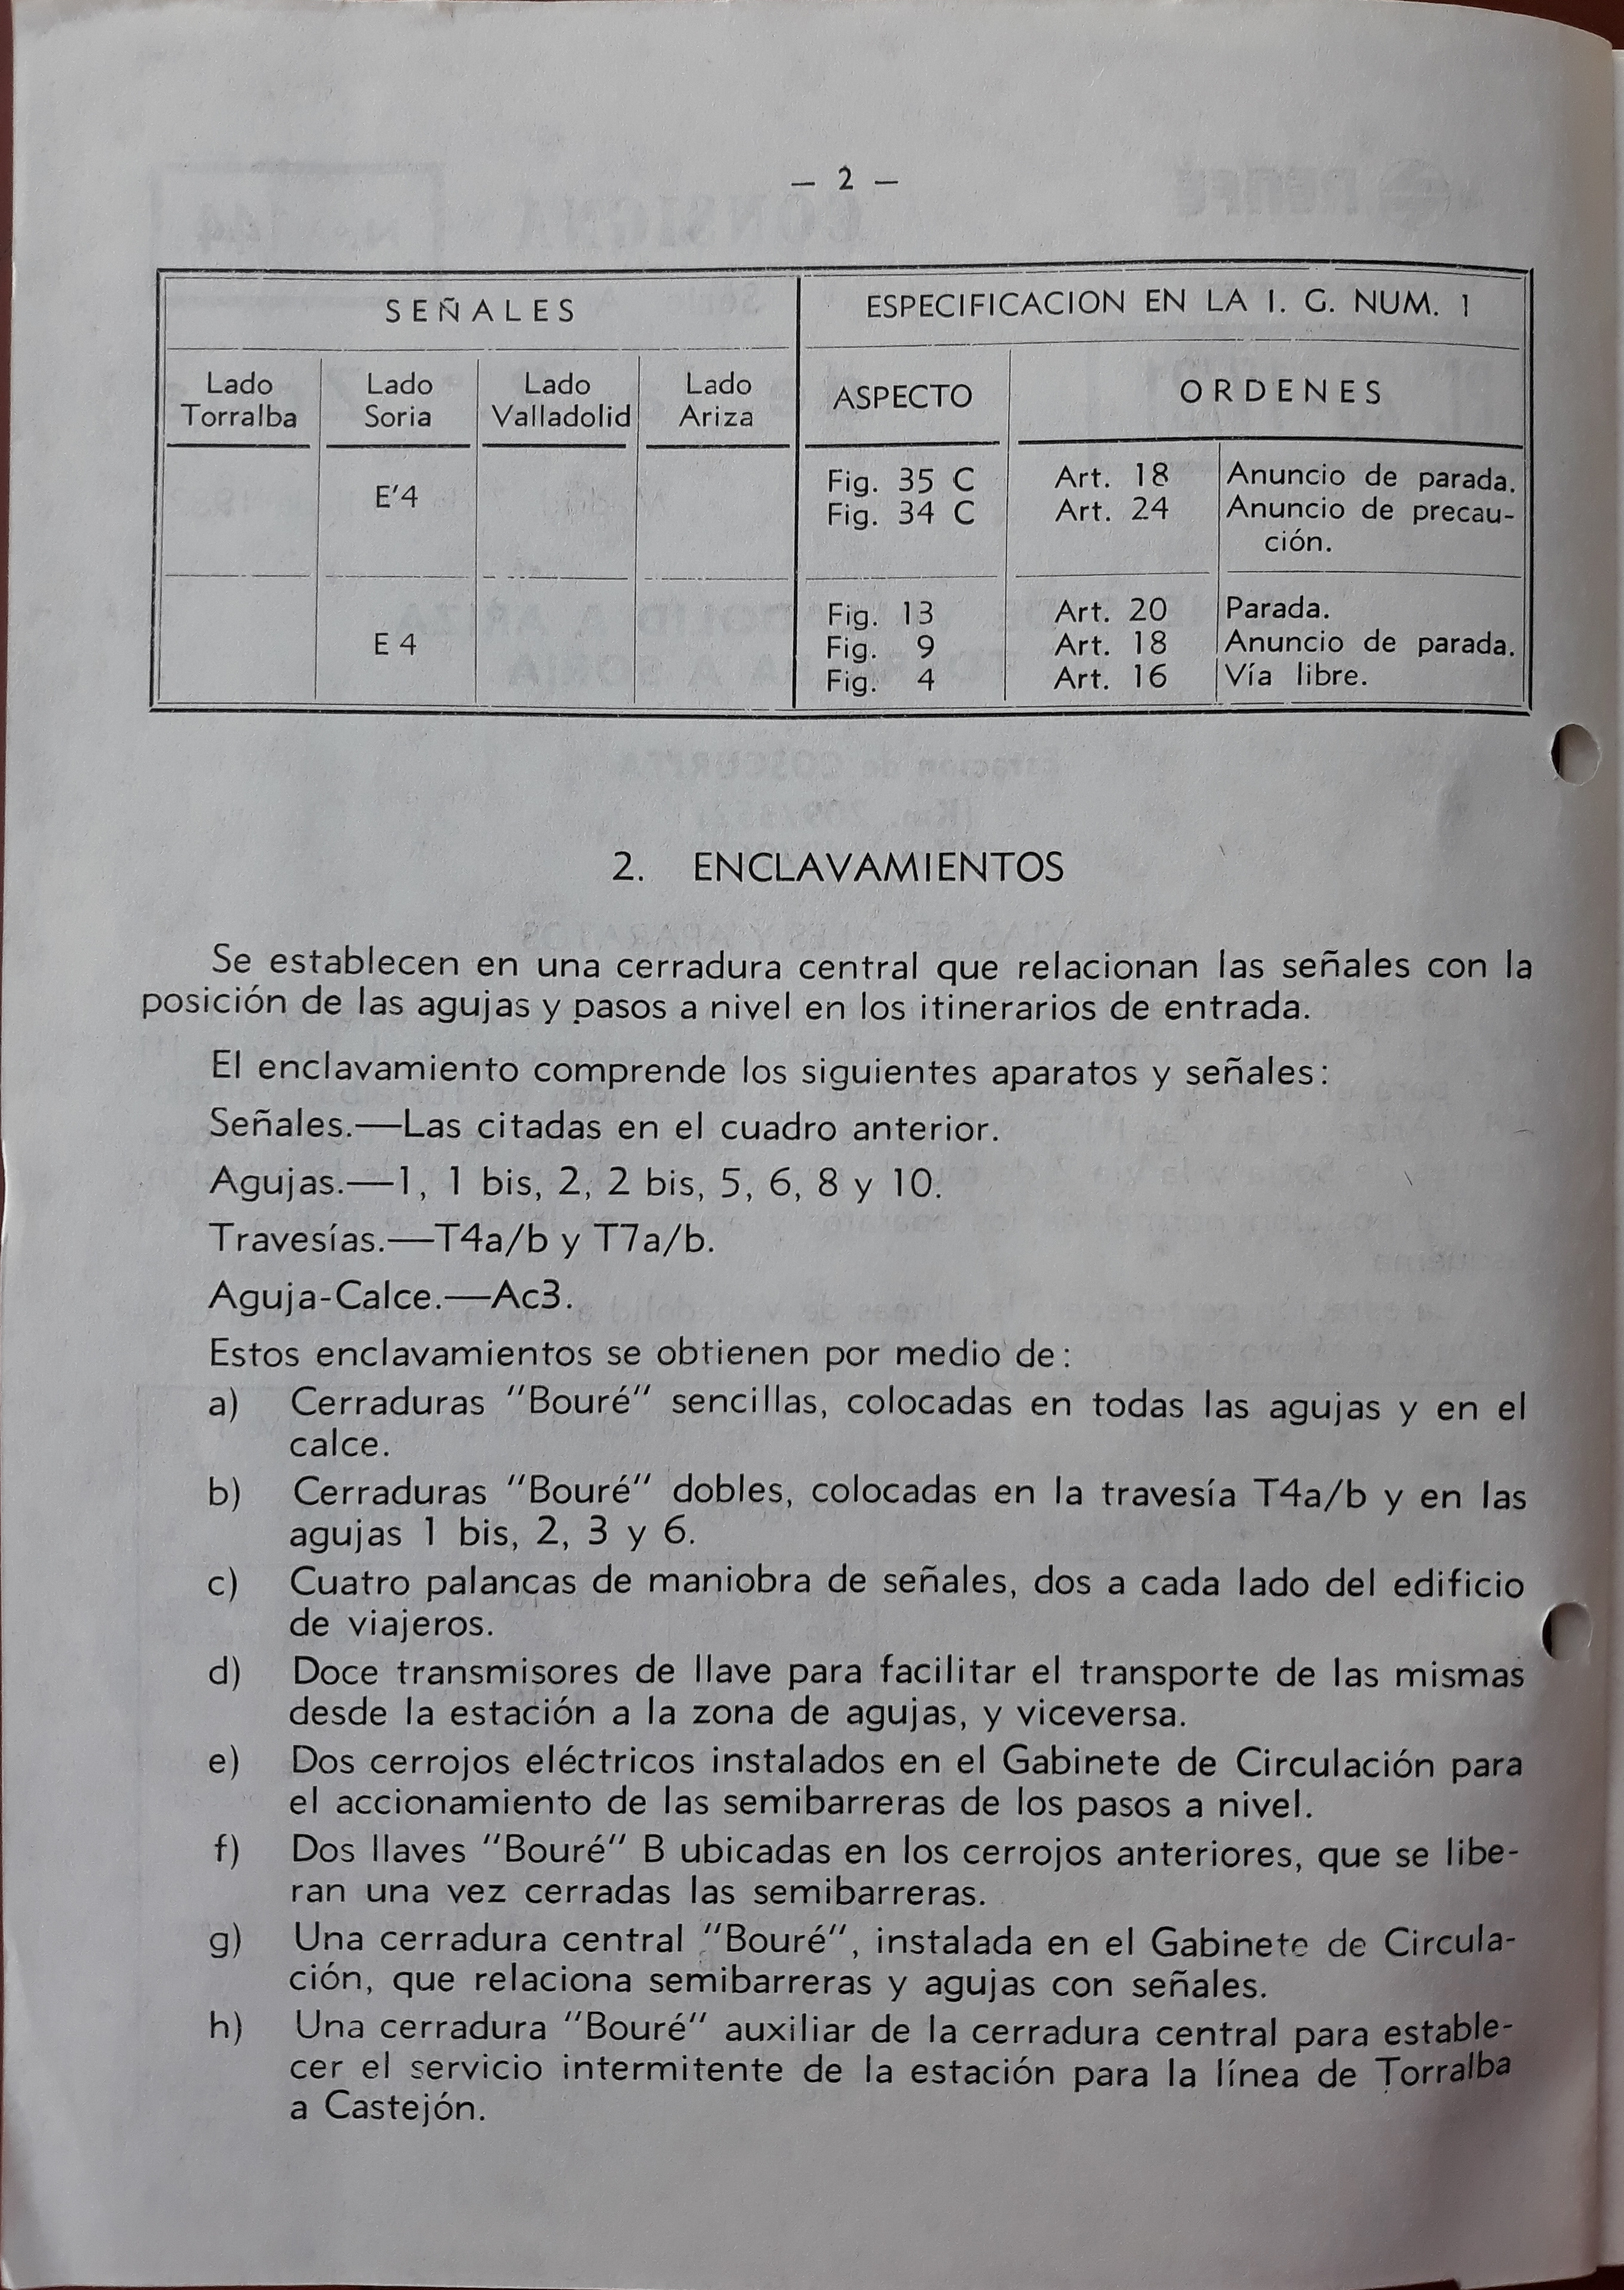 — 2 —
SEÑALES
ESPECIFICACION EN LA I. G. NUM. 1
Lado Torralba
Lado Soria
Lado Valladolid
Lado Ariza
ASPECTO
ORDENES
E'4
Fig. 35 C Art. 18 Anuncio de parada.
Fig. 34 C Art. 24 Anuncio de precau-
ción.
E 4
Fig. 13 Art. 20 Parada.
Fig. 9 Art. 18 Anuncio de parada.
Fig. 4 Art. 16 Vía libre.
2. ENCLAVAMIENTOS
Se establecen en una cerradura central que relacionan las señales con la
posición de las agujas y pasos a nivel en los itinerarios de entrada.
El enclavamiento comprende los siguientes aparatos y señales:
Señales.—Las citadas en el cuadro anterior.
Agujas.—1, 1 bis, 2, 2 bis, 5, 6, 8 y 10.
Travesías.—T4a/b y T7a/b.
Aguja-Calce.—Ac3.
Estos enclavamientos se obtienen por medio de:
a) Cerraduras "Bouré" sencillas, colocadas en todas las agujas y en el
calce.
b) Cerraduras "Bouré" dobles, colocadas en la travesía T4a/b y en las
agujas 1 bis, 2, 3 y 6.
c) Cuatro palancas de maniobra de señales, dos a cada lado del edificio
de viajeros.
d) Doce transmisores de llave para facilitar el transporte de las mismas
desde la estación a la zona de agujas, y viceversa.
e) Dos cerrojos eléctricos instalados en el Gabinete de Circulación para
el accionamiento de las semibarreras de los pasos a nivel.
f) Dos llaves "Bouré" B ubicadas en los cerrojos anteriores, que se libe-
ran una vez cerradas las semibarreras.
g) Una cerradura central "Bouré", instalada en el Gabinete de Circula-
ción, que relaciona semibarreras y agujas con señales.
h) Una cerradura "Bouré" auxiliar de la cerradura central para estable-
cer el servicio intermitente de la estación para la línea de Torralba
a Castejón.